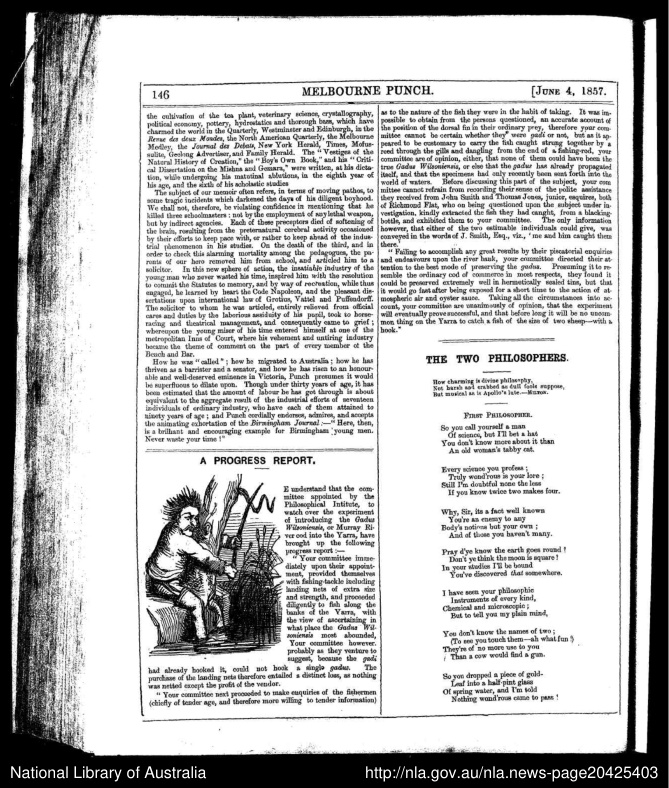 146
MELBOURNE PUNCH.
[JUNE 4, 1857.
the cultivation of the tea plant, veterinary science, crystallography,
political economy, pottery, hydrostatics and thorough bass, which have
charmed the world in the Quarterly, Westminster and Edinburgh, in the
Revue des deux Mondes, the North American Quarterly, the Melbourne
Medley, the Journal des Debats, New York Herald, Times, Mofus-
silite, Geelong Advertiser, and Family Herald. The "Vestiges of the
Natural History of Creation," the "Boy's Own Book," and his "Criti-
cal Dissertation on the Mishna and Gemara," were written, at his dicta-
tion, while undergoing his matutinal ablutions, in the eighth year of
his age, and the sixth of his scholastic studies
The subject of our memoir often refers, in terms of moving pathos, to
some tragic incidents which darkened the days of his diligent boyhood.
We shall not, therefore, be violating confidence in mentioning that he
killed three schoolmasters: not by the employment of any lethal weapon,
but by indirect agencies. Each of these preceptors died of softening of
the brain, resulting from the preternatural cerebral activity occasioned
by their efforts to keep pace with, or rather to keep ahead of the indus-
trial phenomenon in his studies. On the death of the third, and in
order to check this alarming mortality among the pedagogues, the pa-
rents of our hero removed him from school, and articled him to a
solicitor. In this new sphere of action, the insatiable industry of the
young man who never wasted his time, inspired him with the resolution
to commit the Statutes to memory, and by way of recreation, while thus
engaged, he learned by heart the Code Napoleon, and the pleasant dis-
sertations upon international law of Grotius, Vattel and Puffendorff.
The solicitor to whom he was articled, entirely relieved from official
cares and duties by the laborious assiduity of his pupil, took to horse-
racing and theatrical management, and consequently came to grief;
whereupon the young miser of his time entered himself at one of the
metropolitan Inns of Court, where his vehement and untiring industry
became the theme of comment on the part of every member of the
Bench and Bar.
How he was "called"; how he migrated to Australia; how he has
thriven as a barrister and a senator, and how he has risen to an honour-
able and well-deserved eminence in Victoria, Punch presumes it would
be superfluous to dilate upon. Though under thirty years of age, it has
been estimated that the amount of labour he has got through is about
equivalent to the aggregate result of the industrial efforts of seventeen
individuals of ordinary industry, who have each of them attained to
ninety years of age; and Punch cordially endorses, admires, and accepts
the animating exhortation of the Birmingham Journal:—"Here, then,
is a brilliant and encouraging example for Birmingham young men.
Never waste your time!"
A PROGRESS REPORT.
E understand that the com-
mittee appointed by the
Philosophical Intitute, to
watch over the experiment
of introducing the Gadus
Wilsoniensis, or Murray Ri-
ver cod into the Yarra, have
brought up the following
progress report:—
"Your committee imme-
diately upon their appoint-
ment, provided themselves
with fishing-tackle including
landing nets of extra size
and strength, and proceeded
diligently to fish along the
banks of the Yarra, with
the view of ascertaining in
what place the Gadus Wil-
soniensis most abounded,
Your committee however,
probably as they venture to
suggest, because the gadi
had already hooked it, could not hook a single gadus. The
purchase of the landing nets therefore entailed a distinct loss, as nothing
was netted except the profit of the vendor.
"Your committee next proceeded to make enquiries of the fishermen
(chiefly of tender age, and therefore more willing to tender information)
as to the nature of the fish they were in the habit of taking. It was im-
possible to obtain from the persons questioned, an accurate account of
the position of the dorsal fin in their ordinary prey, therefore your com-
mittee cannot be certain whether they were gadi or not, but as it ap-
peared to be customary to carry the fish caught strung together by a
reed through the gills and dangling from the end of a fishing-rod, your
committee are of opinion, either, that none of them could have been the
true Gadus Wilsoniensis, or else that the gadus has already propagated
itself, and that the specimens had only recently been sent forth into the
world of waters. Before discussing this part of the subject, your com
mittee cannot refrain from recording their sense of the polite assistance
they received from John Smith and Thomas Jones, junior, esquires, both
of Richmond Flat, who on being questioned upon the subject under in-
vestigation, kindly extracted the fish they had caught, from a blacking-
bottle, and exhibited them to your committee. The only information
however, that either of the two estimable individuals could give, was
conveyed in the words of J. Smith, Esq., viz., 'me and him caught them
there.'
"Failing to accomplish any great results by their piscatorial enquiries
and endeavours upon the river bank, your committee directed their at-
tention to the best mode of preserving the gadus. Presuming it to re-
semble the ordinary cod of commerce in most respects, they found it
could be preserved extremely well in hermetically sealed tins, but that
it would go fast after being exposed for a short time to the action of at-
mospheric air and oyster sauce. Taking all the circumstances into ac-
count, your committee are unanimously of opinion, that the experiment
will eventually prove successful, and that before long it will be no uncom-
mon thing on the Yarra to catch a fish of the size of two sheep—with a
hook."
THE TWO PHILOSOPHERS.
How charming is divine philosophy,
Not harsh and crabbed as dull fools suppose,
But musical as is Apollo's lute.—MILTON.
FIRST PHILOSOPHER.
So you call yourself a man
Of science, but I'll bet a hat
You don't know more about it than
An old woman's tabby cat.
Every science you profess;
Truly wond'rous is your lore;
Still I'm doubtful none the less
If you know twice two makes four.
Why, Sir, its a fact well known
You're an enemy to any
Body's notions but your own;
And of those you haven't many.
Pray d'ye know the earth goes round!
Don't ye think the moon is square!
In your studies I'll be bound
You've discovered that somewhere.
I have seen your philosophic
Instruments of every kind,
Chemical and microscopic;
But to tell you my plain mind,
You don't know the names of two;
(To see you touch them—ah what fun!)
They're of no more use to you
Than a cow would find a gun.
So you dropped a piece of gold-
Leaf into a half-pint glass
Of spring water, and I'm told
Nothing wond'rous came to pass!
National Library of Australia
http://nla.gov.au/nla.news-page20425403